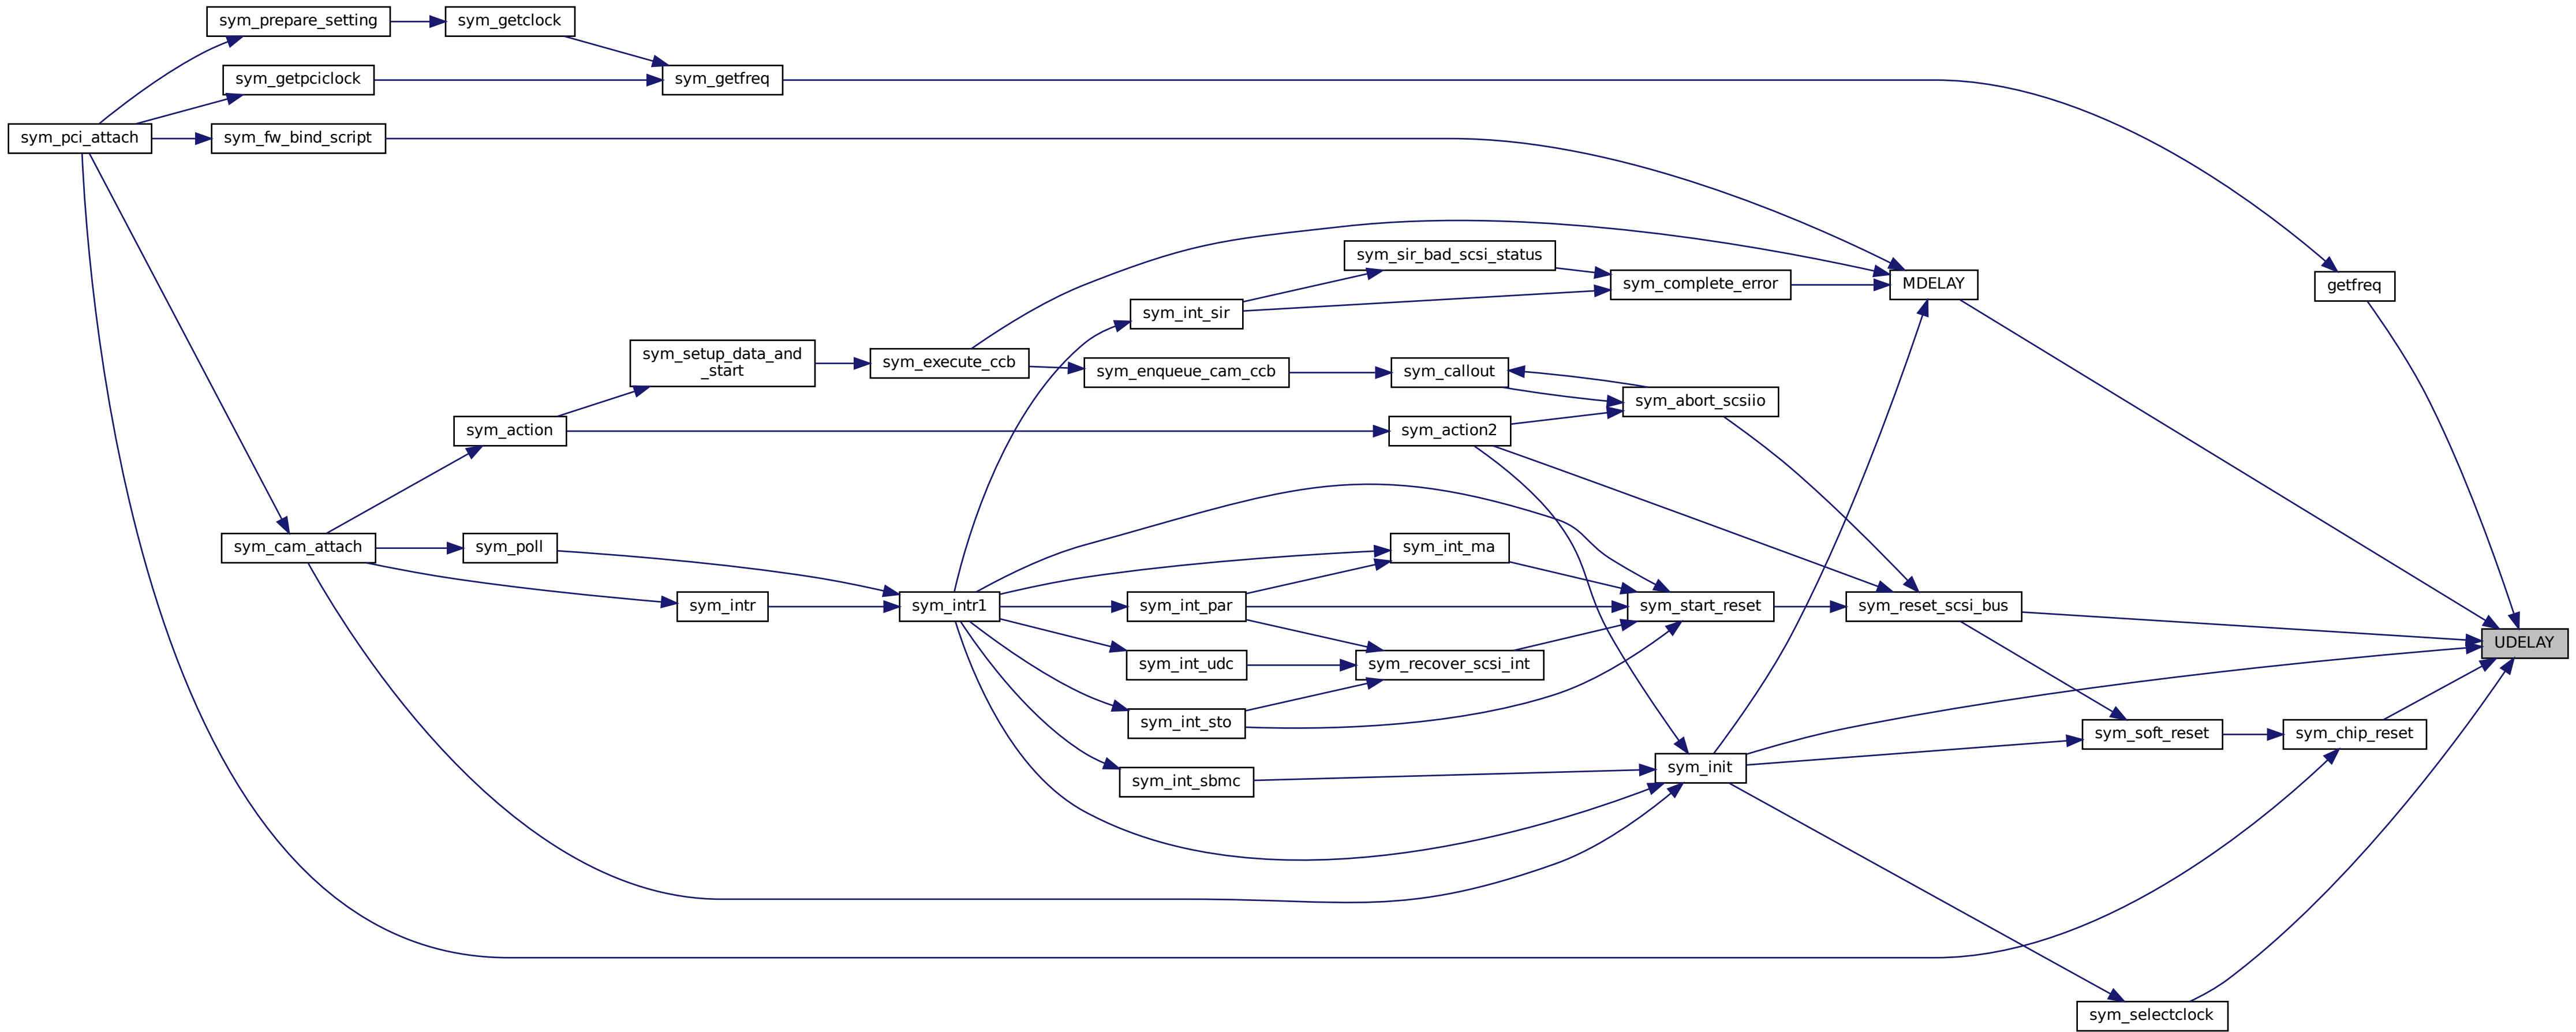 sym_prepare_setting
sym_getclock
sym_getpciclock
sym_getfreq
sym_pci_attach
sym_fw_bind_script
sym_sir_bad_scsi_status
sym_complete_error
MDELAY
getfreq
sym_int_sir
sym_setup_data_and
_start
sym_execute_ccb
sym_enqueue_cam_ccb
sym_callout
sym_abort_scsiio
sym_action
sym_action2
sym_cam_attach
sym_poll
sym_int_ma
sym_intr
sym_intr1
sym_int_par
sym_start_reset
sym_reset_scsi_bus
UDELAY
sym_int_udc
sym_recover_scsi_int
sym_int_sto
sym_soft_reset
sym_chip_reset
sym_init
sym_int_sbmc
sym_selectclock